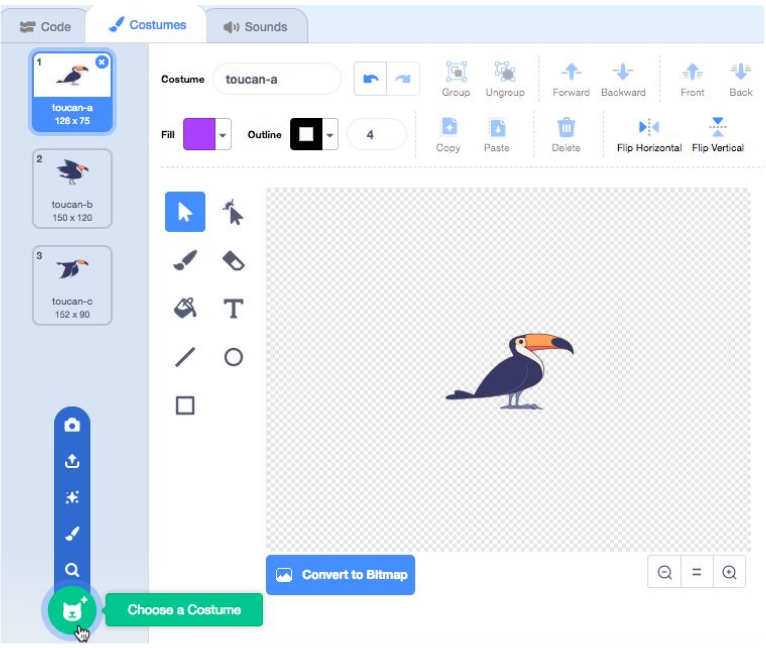 Code
Costumes
Sounds
1
toucan-a
128 x 75
2
toucan-b
150 x 120
3
toucan-c
152 x 90
Choose a Costume
Costume
toucan-a
Group
Ungroup
Forward
Backward
Front
Back
Fill
Outline
4
Copy
Paste
Delete
Flip Horizontal
Flip Vertical
T
Convert to Bitmap